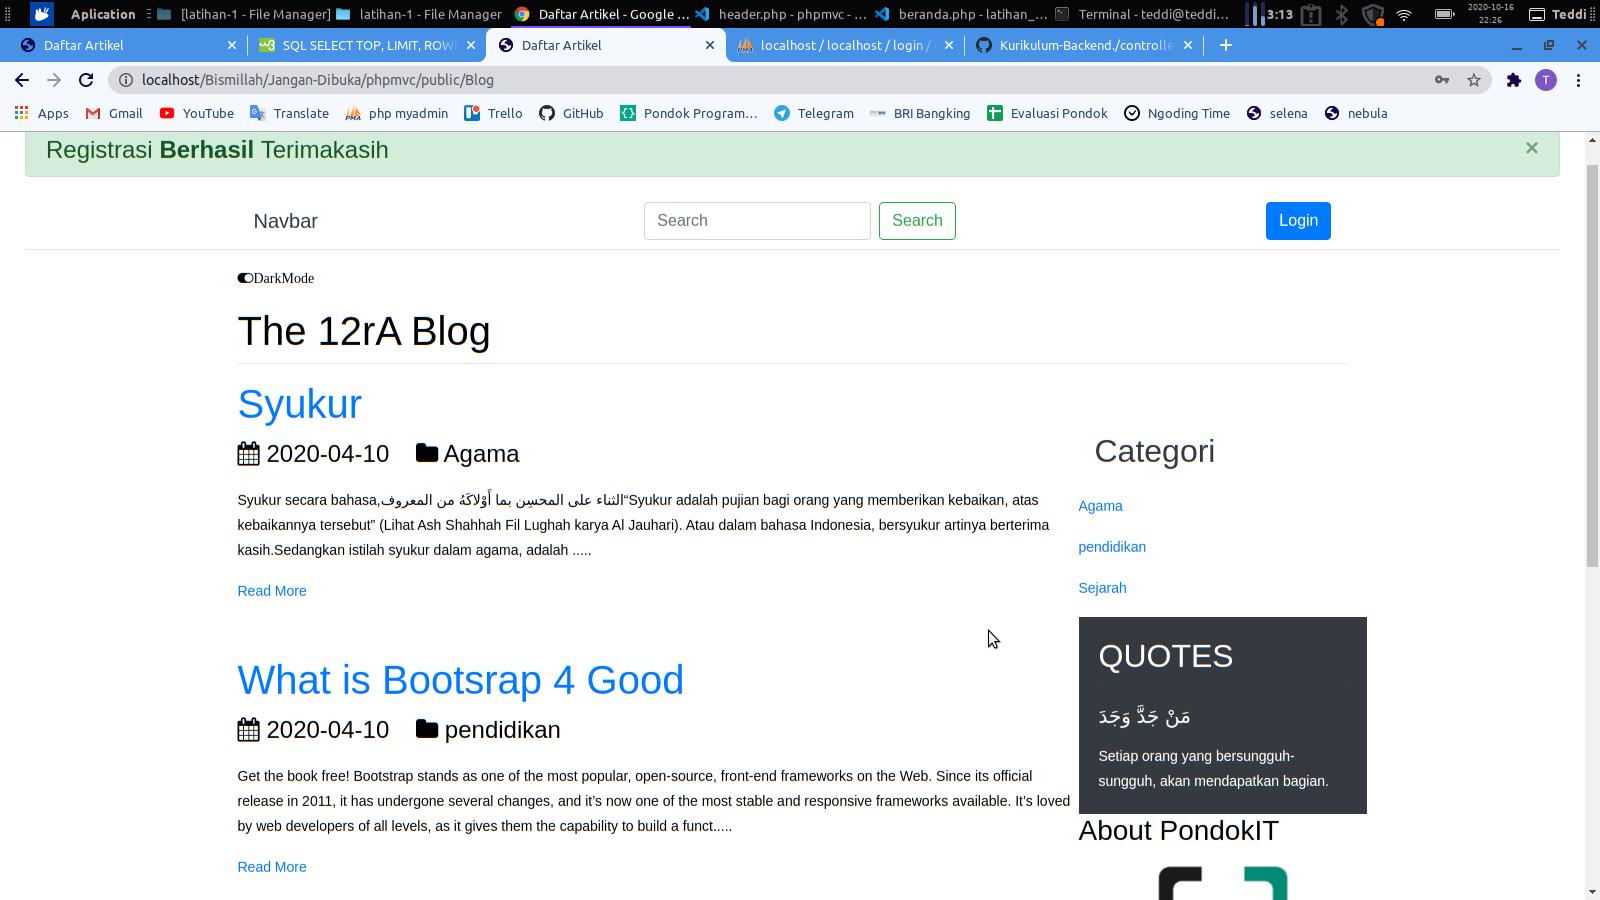 Aplication
[latihan-1 - File Manager]
latihan-1 - File Manager
Daftar Artikel - Google ...
header.php - phpmvc - ...
beranda.php - latihan_...
Terminal - teddi@teddi...
3:13
2020-10-16
22:26
Teddi
Daftar Artikel
SQL SELECT TOP, LIMIT, ROW
Daftar Artikel
localhost / localhost / login /
Kurikulum-Backend./controlle
localhost/Bismillah/Jangan-Dibuka/phpmvc/public/Blog
T
Apps
Gmail
YouTube
Translate
php myadmin
Trello
GitHub
Pondok Program...
Telegram
BRI Bangking
Evaluasi Pondok
Ngoding Time
selena
nebula
Registrasi Berhasil Terimakasih
×
Navbar
Search
Search
Login
DarkMode
The 12rA Blog
Syukur
2020-04-10 Agama
Syukur secara bahasa,الثناء على المحسِن بما أَوْلاكَهُ من المعروف“Syukur adalah pujian bagi orang yang memberikan kebaikan, atas
kebaikannya tersebut” (Lihat Ash Shahhah Fil Lughah karya Al Jauhari). Atau dalam bahasa Indonesia, bersyukur artinya berterima
kasih.Sedangkan istilah syukur dalam agama, adalah .....
Read More
What is Bootsrap 4 Good
2020-04-10 pendidikan
Get the book free! Bootstrap stands as one of the most popular, open-source, front-end frameworks on the Web. Since its official
release in 2011, it has undergone several changes, and it’s now one of the most stable and responsive frameworks available. It’s loved
by web developers of all levels, as it gives them the capability to build a funct.....
Read More
Categori
Agama
pendidikan
Sejarah
QUOTES
مَنْ جَدَّ وَجَدَ
Setiap orang yang bersungguh-
sungguh, akan mendapatkan bagian.
About PondokIT